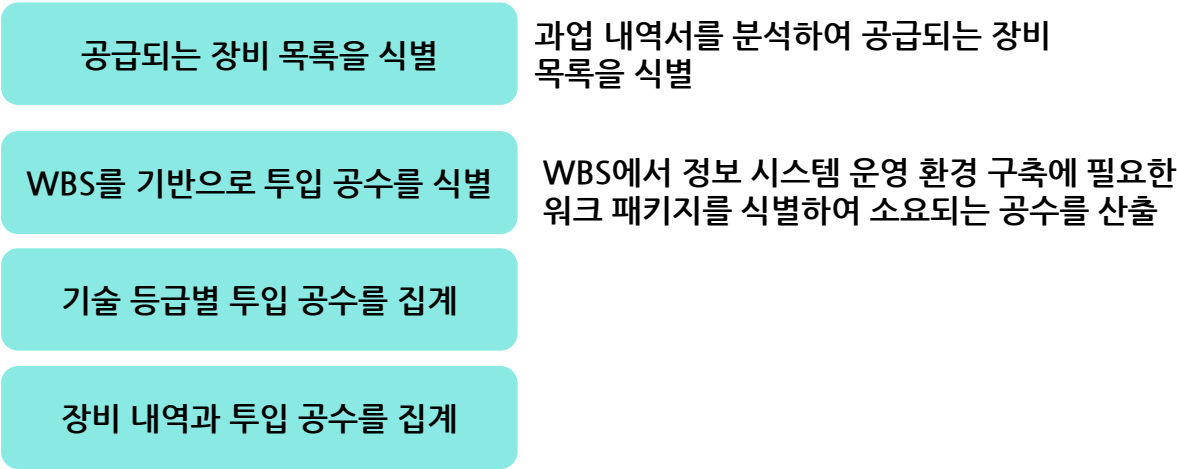 공급되는 장비 목록을 식별
과업 내역서를 분석하여 공급되는 장비
목록을 식별
WBS를 기반으로 투입 공수를 식별
WBS에서 정보 시스템 운영 환경 구축에 필요한
워크 패키지를 식별하여 소요되는 공수를 산출
기술 등급별 투입 공수를 집계
장비 내역과 투입 공수를 집계